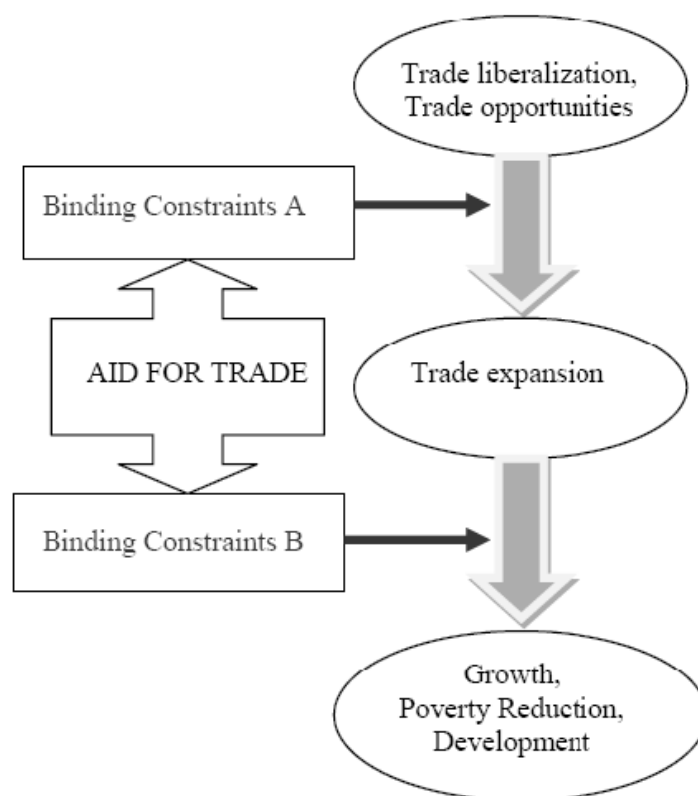 Trade liberalization,
Trade opportunities
Binding Constraints A
AID FOR TRADE
Trade expansion
Binding Constraints B
Growth,
Poverty Reduction,
Development